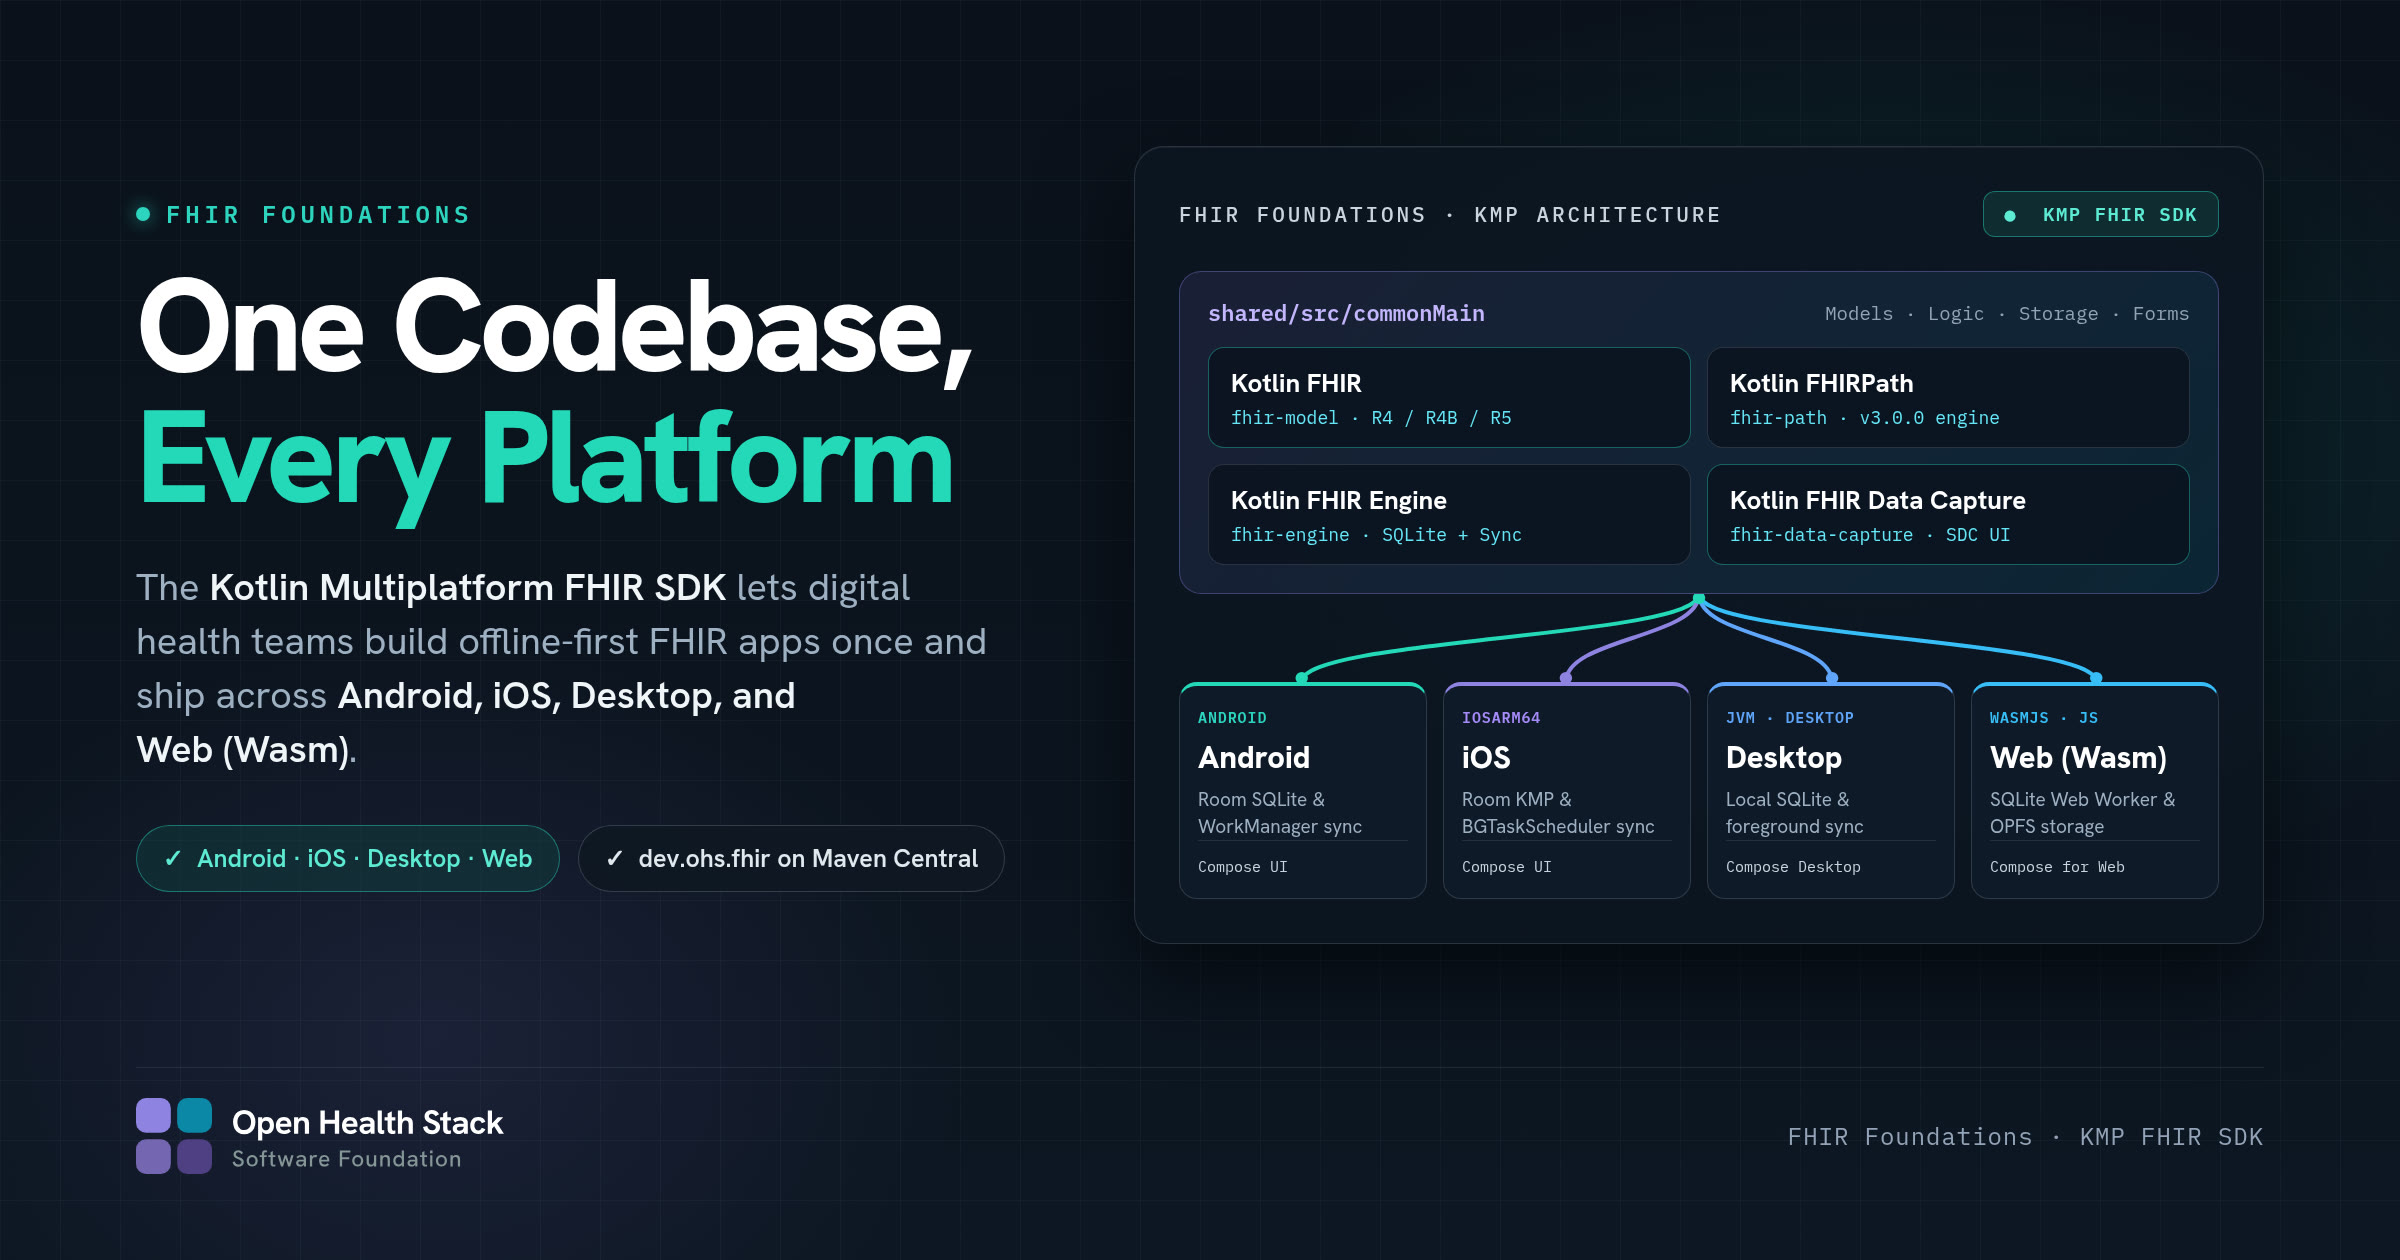 FHIR FOUNDATIONS
One Codebase,
Every Platform
The Kotlin Multiplatform FHIR SDK lets digital
health teams build offline-first FHIR apps once and
ship across Android, iOS, Desktop, and
Web (Wasm).
✓ Android · iOS · Desktop · Web
✓ dev.ohs.fhir on Maven Central
FHIR FOUNDATIONS · KMP ARCHITECTURE
KMP FHIR SDK
shared/src/commonMain
Models · Logic · Storage · Forms
Kotlin FHIR
fhir-model · R4 / R4B / R5
Kotlin FHIRPath
fhir-path · v3.0.0 engine
Kotlin FHIR Engine
fhir-engine · SQLite + Sync
Kotlin FHIR Data Capture
fhir-data-capture · SDC UI
ANDROID
Android
Room SQLite &
WorkManager sync
Compose UI
IOSARM64
iOS
Room KMP &
BGTaskScheduler sync
Compose UI
JVM · DESKTOP
Desktop
Local SQLite &
foreground sync
Compose Desktop
WASMJS · JS
Web (Wasm)
SQLite Web Worker &
OPFS storage
Compose for Web
Open Health Stack
Software Foundation
FHIR Foundations · KMP FHIR SDK